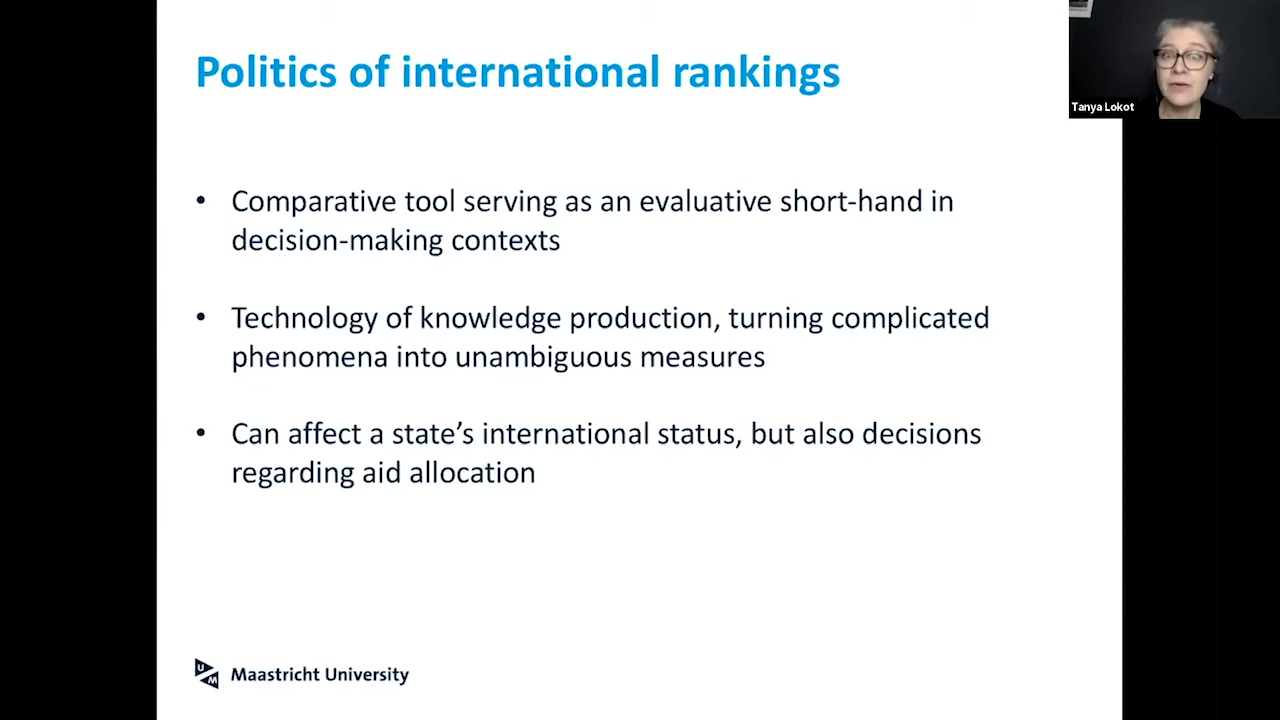 Politics of international rankings
Tanya Lokot
• Comparative tool serving as an evaluative short-hand in
decision-making contexts
• Technology of knowledge production, turning complicated
phenomena into unambiguous measures
• Can affect a state’s international status, but also decisions
regarding aid allocation
UM
Maastricht University